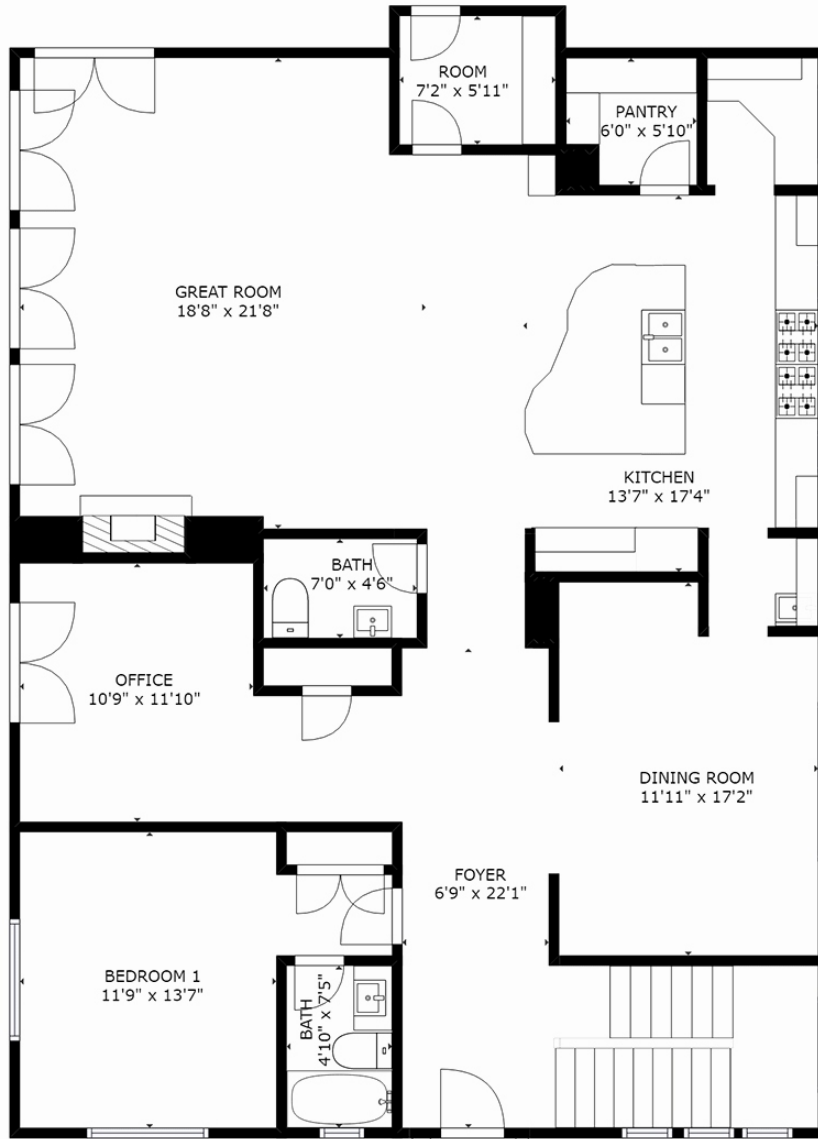 ROOM
7'2" x 5'11"
PANTRY
6'0" x 5'10"
GREAT ROOM
18'8" x 21'8"
KITCHEN
13'7" x 17'4"
BATH
7'0" x 4'6"
OFFICE
10'9" x 11'10"
DINING ROOM
11'11" x 17'2"
FOYER
6'9" x 22'1"
BEDROOM 1
11'9" x 13'7"
BATH
4'10" x 7'5"